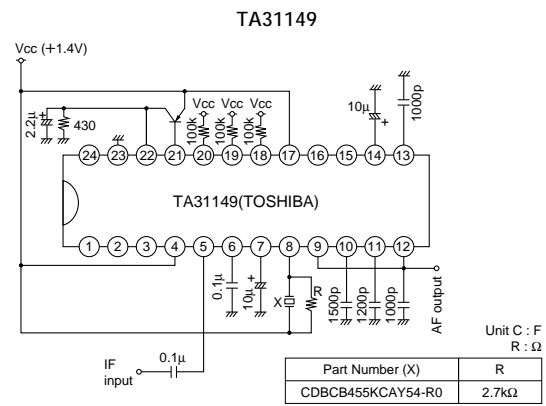 TA31149
Vcc (+1.4V)
2.2μ
+
430
Vcc Vcc Vcc
100k
100k
100k
10μ
+
1000p
24 23 22 21 20 19 18 17 16 15 14 13
TA31149(TOSHIBA)
1 2 3 4 5 6 7 8 9 10 11 12
0.1μ
10μ
+
X
R
1500p
1200p
1000p
AF output
IF
input
0.1μ
Unit C : F
R : Ω
Part Number (X) R
CDBCB455KCAY54-R0 2.7kΩ